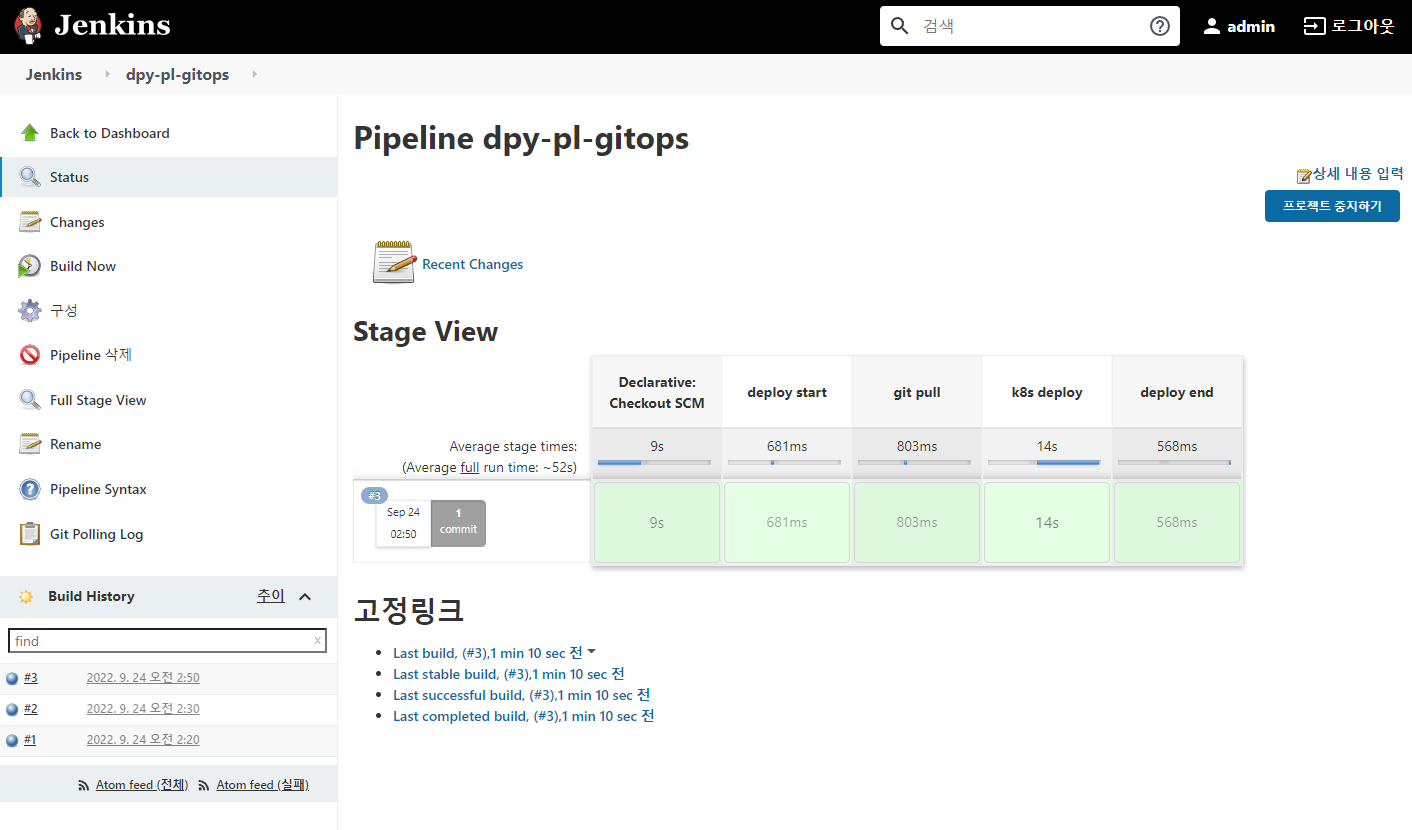 Jenkins
검색
admin
로그아웃
Jenkins
dpy-pl-gitops
Back to Dashboard
Status
Changes
Build Now
구성
Pipeline 삭제
Full Stage View
Rename
Pipeline Syntax
Git Polling Log
Build History
추이
find
x
#3
2022. 9. 24 오전 2:50
#2
2022. 9. 24 오전 2:30
#1
2022. 9. 24 오전 2:20
Atom feed (전체)
Atom feed (실패)
Pipeline dpy-pl-gitops
상세 내용 입력
프로젝트 중지하기
Recent Changes
Stage View
Declarative:
Checkout SCM
deploy start
git pull
k8s deploy
deploy end
Average stage times:
(Average full run time: ~52s)
9s
681ms
803ms
14s
568ms
#3
Sep 24
02:50
1
commit
9s
681ms
803ms
14s
568ms
고정링크
Last build, (#3),1 min 10 sec 전
Last stable build, (#3),1 min 10 sec 전
Last successful build, (#3),1 min 10 sec 전
Last completed build, (#3),1 min 10 sec 전